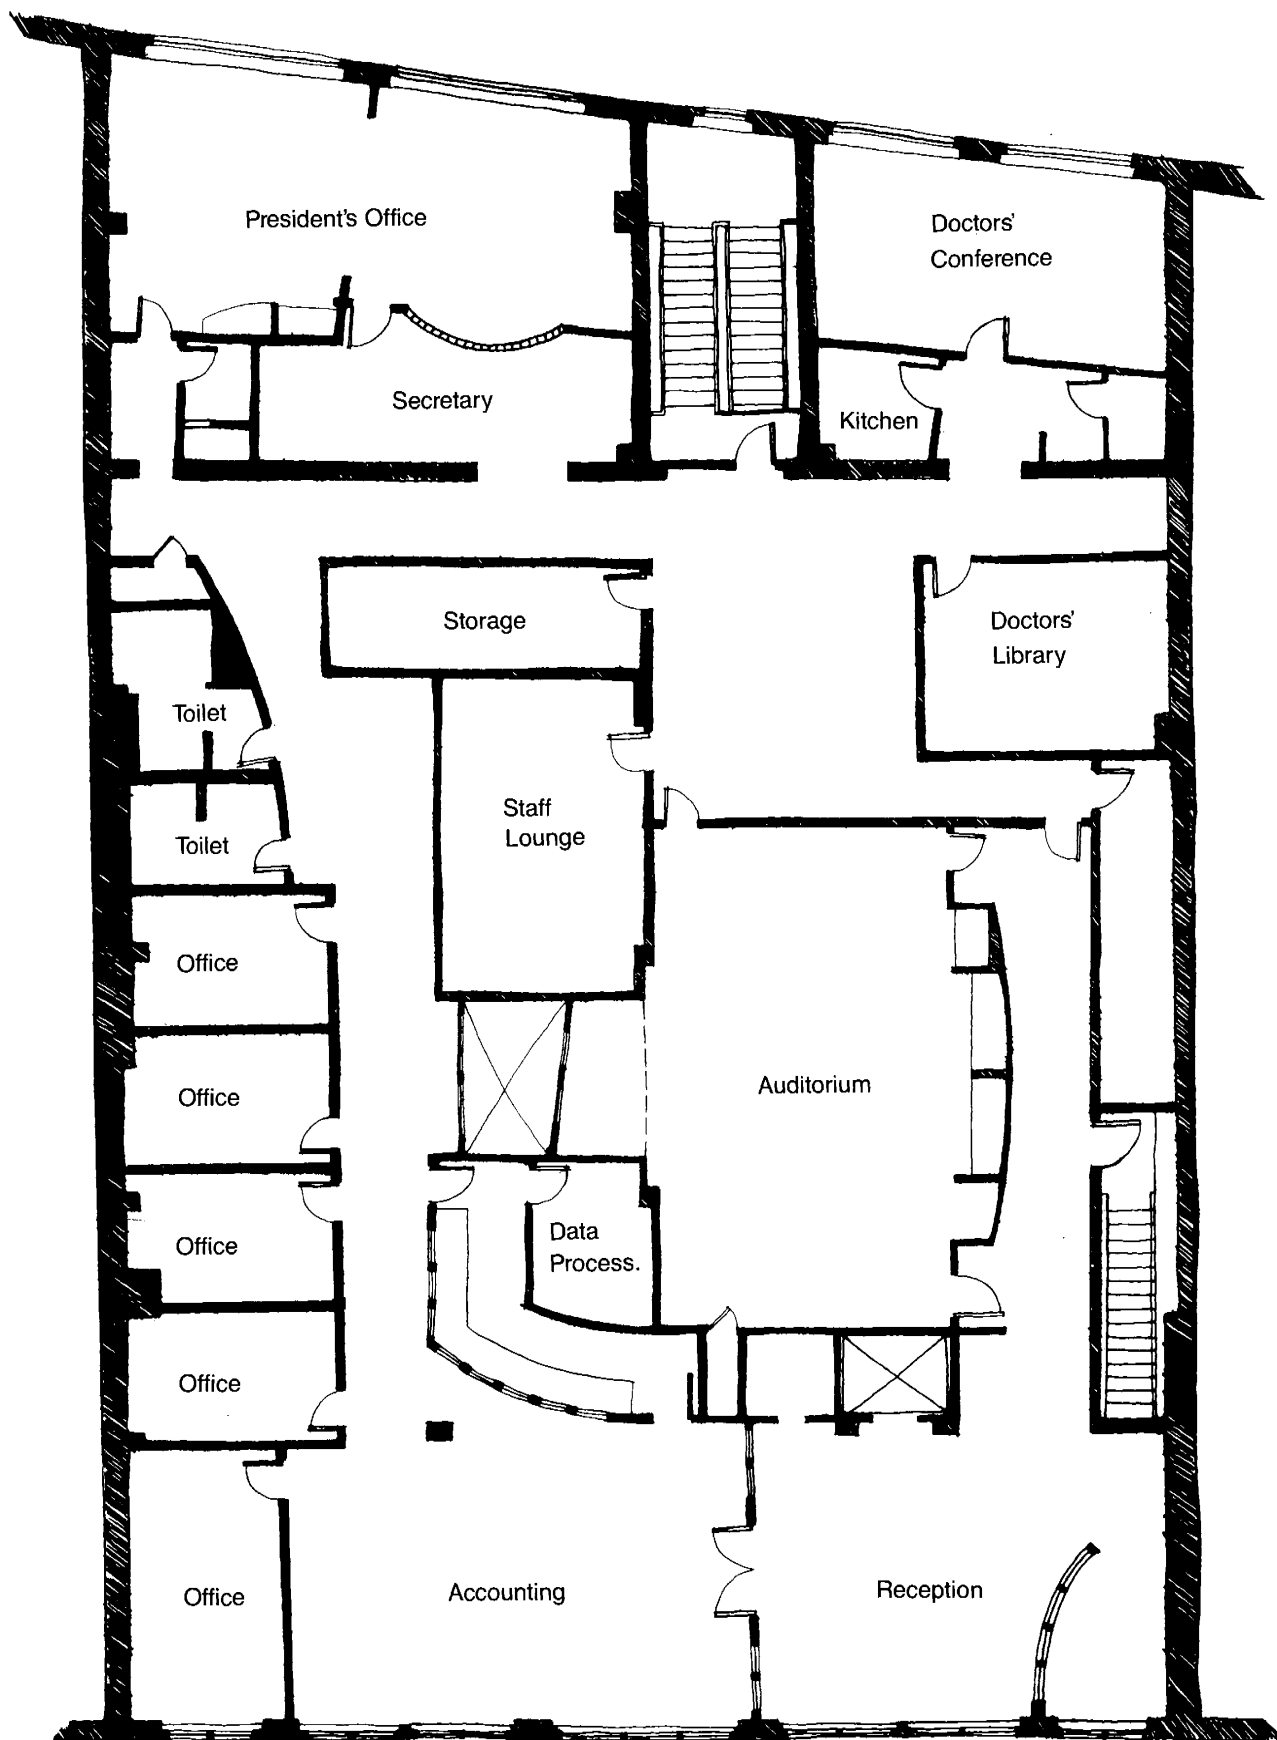 President's Office
Doctors'
Conference
Secretary
Kitchen
Storage
Doctors'
Library
Toilet
Staff
Lounge
Toilet
Office
Office
Auditorium
Office
Data
Process.
Office
Office
Accounting
Reception